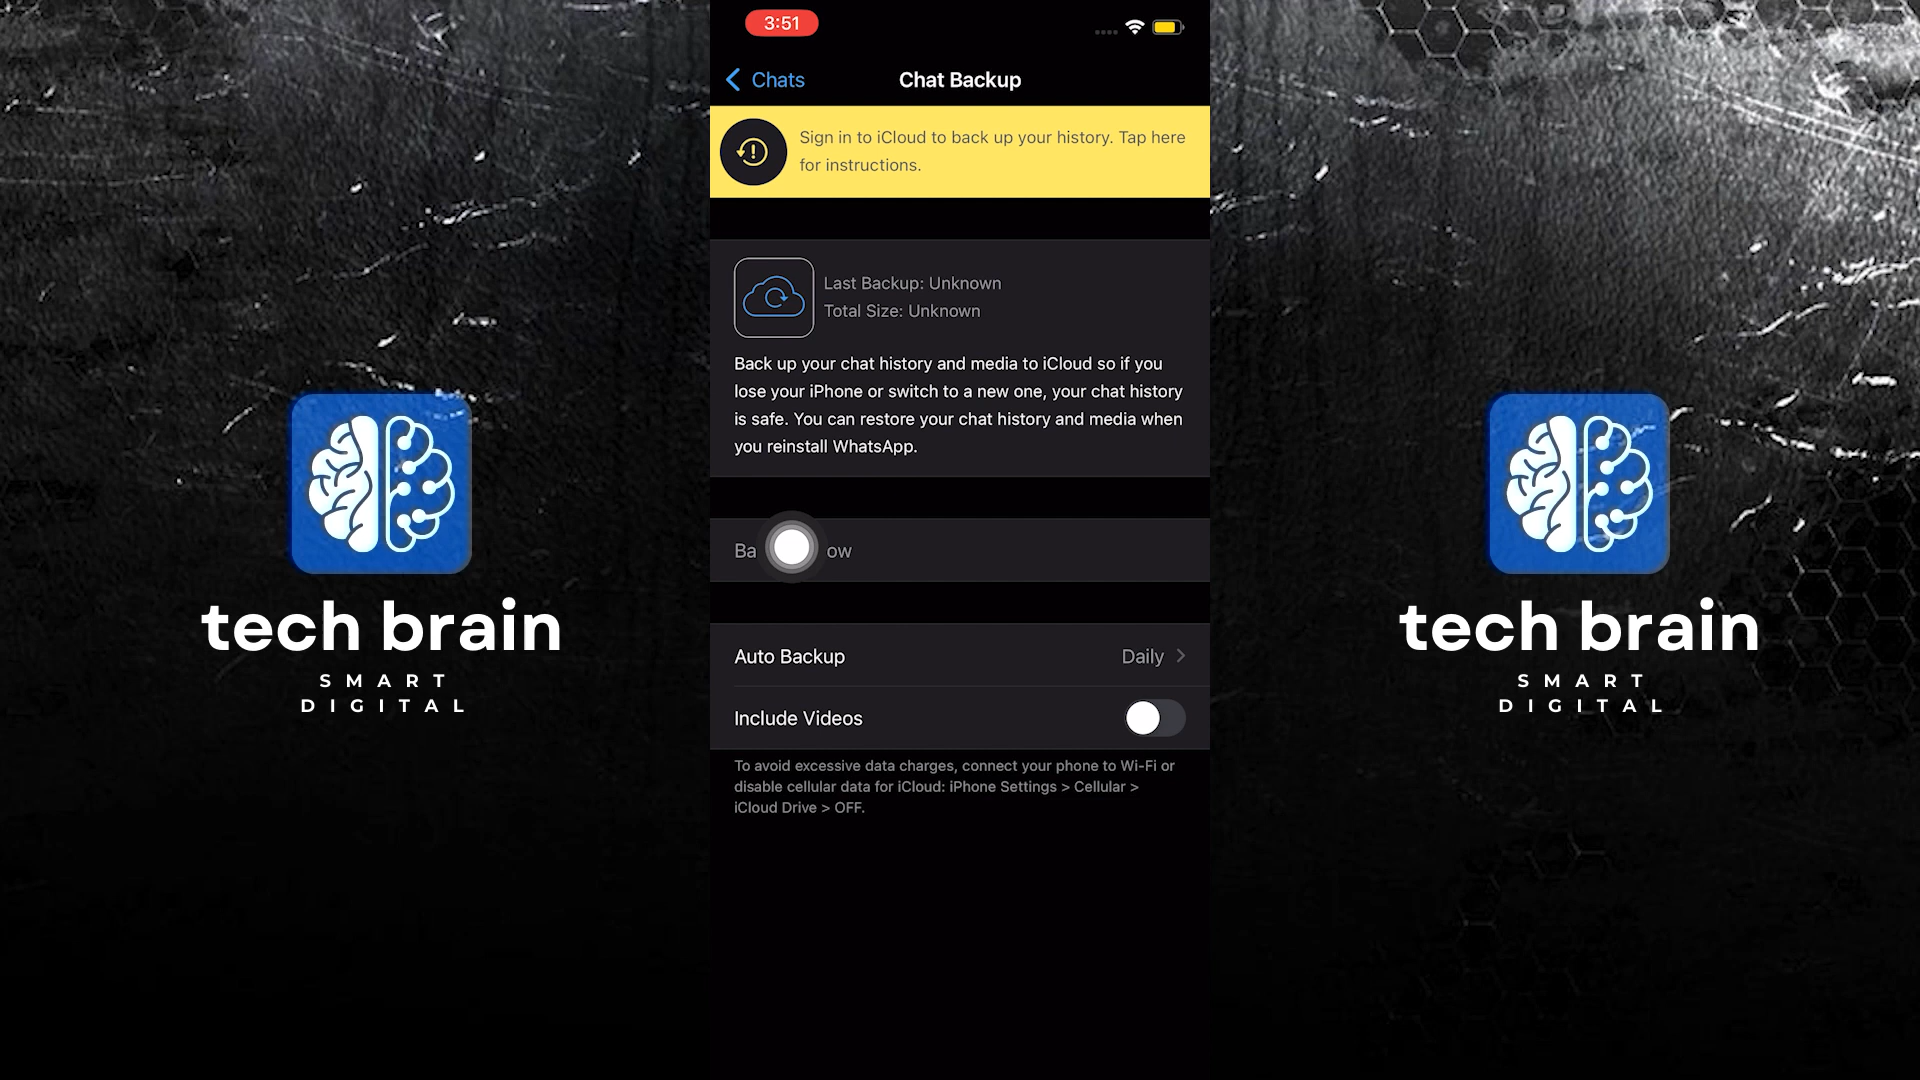 3:51
Chats
Chat Backup
Sign in to iCloud to back up your history. Tap here
for instructions.
Last Backup: Unknown
Total Size: Unknown
Back up your chat history and media to iCloud so if you
lose your iPhone or switch to a new one, your chat history
is safe. You can restore your chat history and media when
you reinstall WhatsApp.
Ba ow
Auto Backup
Daily
Include Videos
To avoid excessive data charges, connect your phone to Wi-Fi or
disable cellular data for iCloud: iPhone Settings > Cellular >
iCloud Drive > OFF.
tech brain
SMART
DIGITAL
tech brain
SMART
DIGITAL